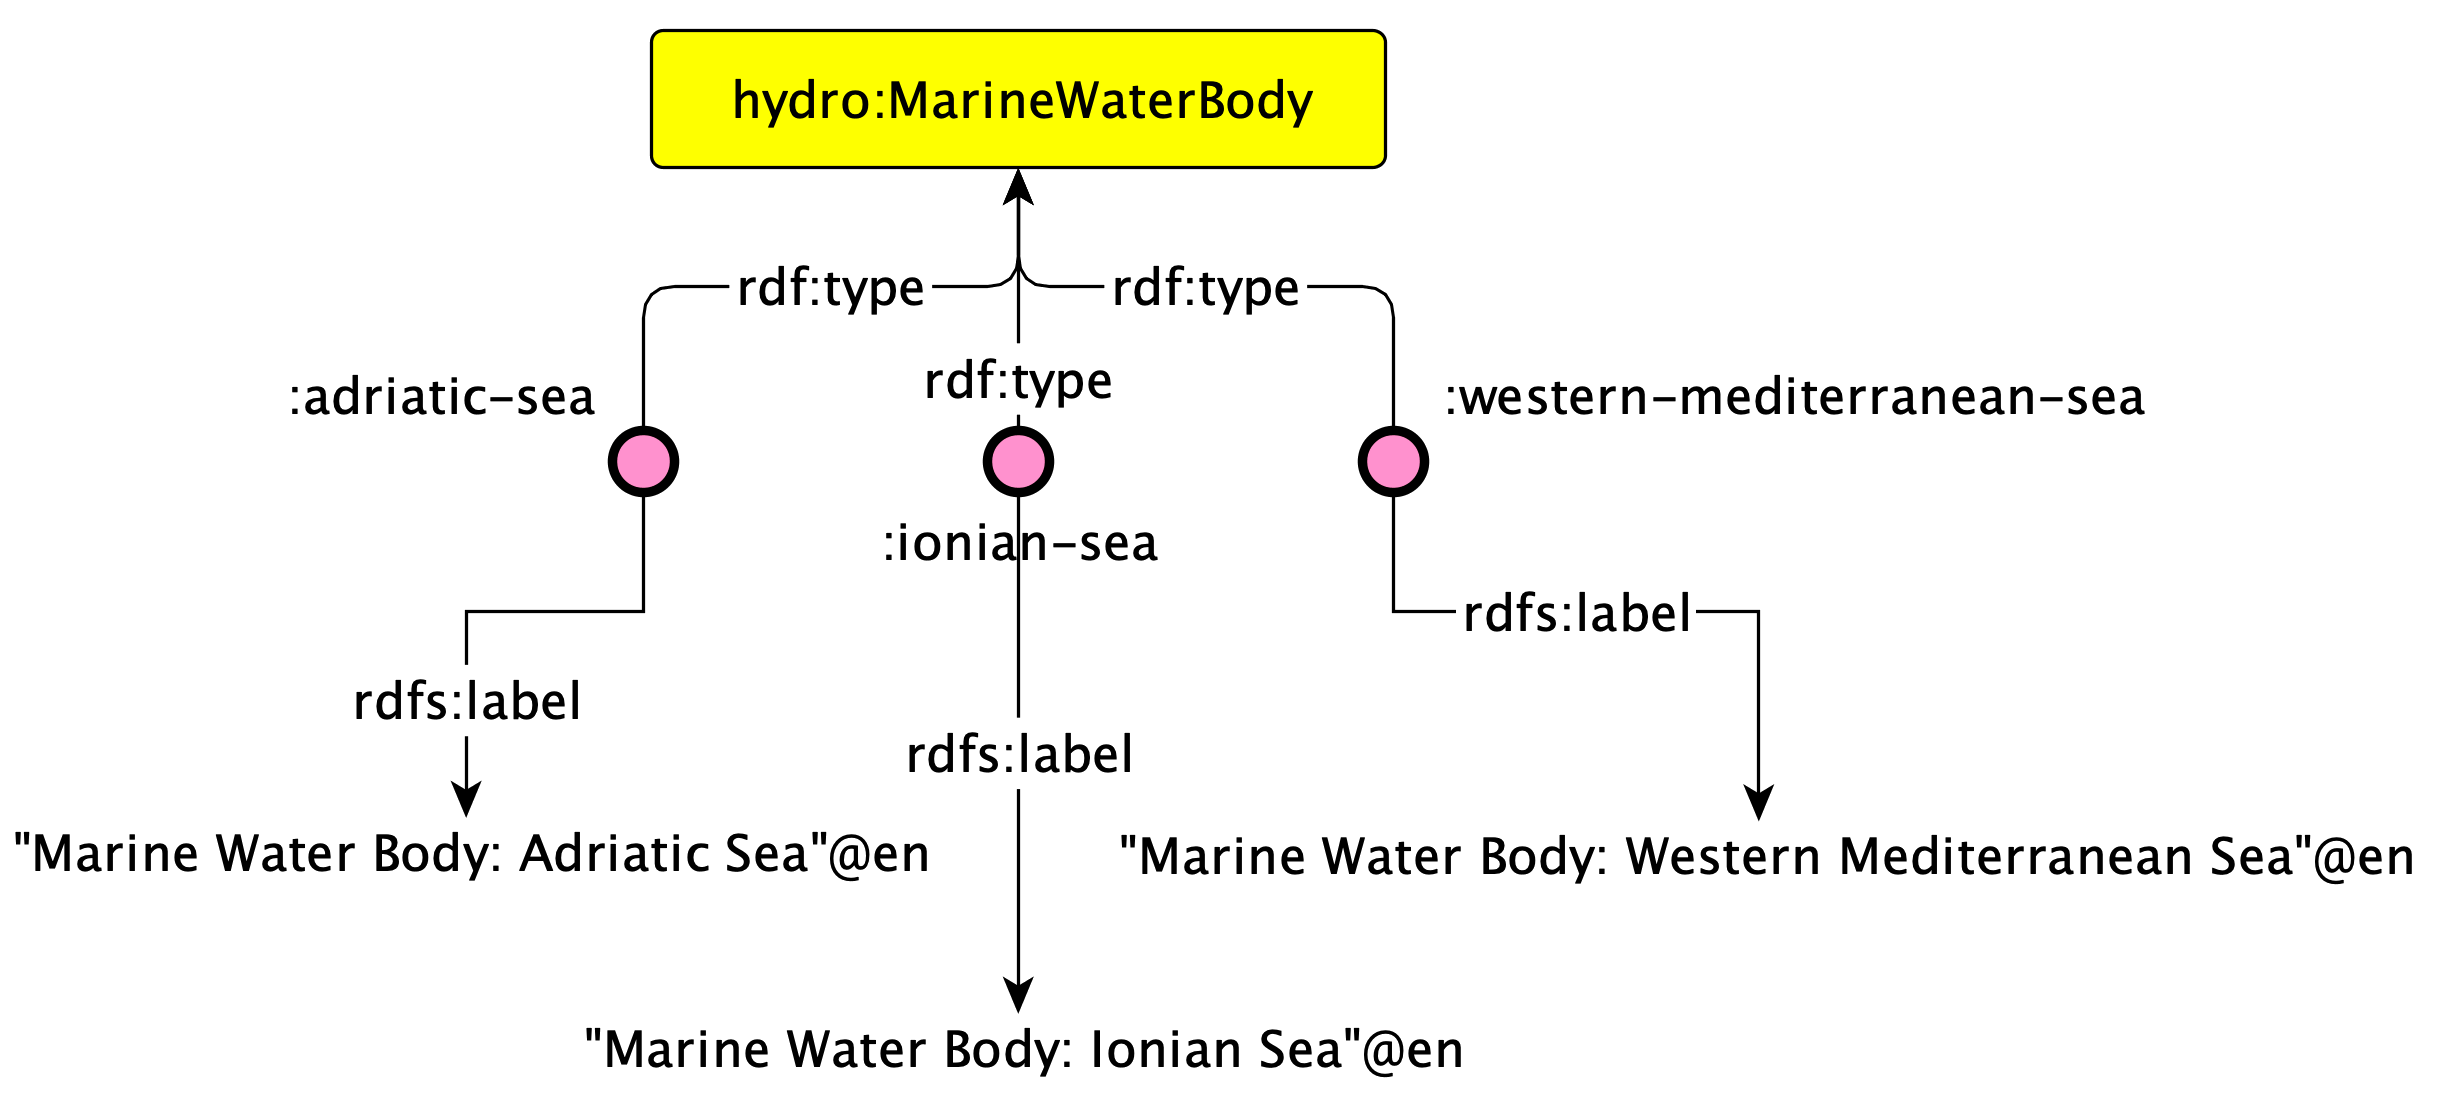 hydro:MarineWaterBody
rdf:type
rdf:type
rdf:type
:adriatic-sea
:western-mediterranean-sea
:ionian-sea
rdfs:label
rdfs:label
rdfs:label
"Marine Water Body: Adriatic Sea"@en
"Marine Water Body: Western Mediterranean Sea"@en
"Marine Water Body: Ionian Sea"@en